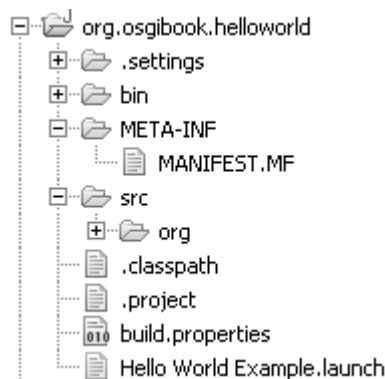 org.osgibook.helloworld
.settings
bin
META-INF
MANIFEST.MF
src
org
.classpath
.project
build.properties
Hello World Example.launch